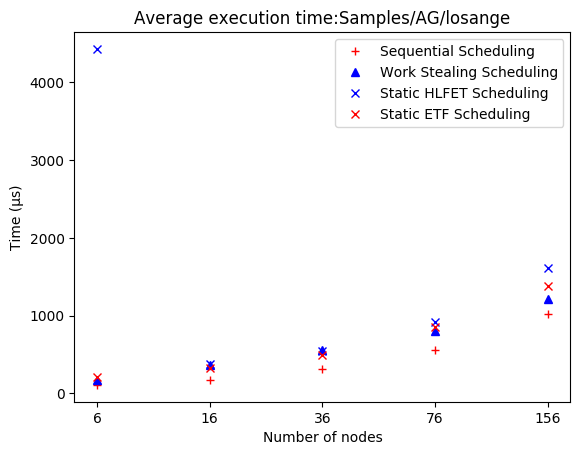 Average execution time:Samples/AG/losange
Sequential Scheduling
Work Stealing Scheduling
Static HLFET Scheduling
Static ETF Scheduling
Time (µs)
4000
3000
2000
1000
0
6 16 36 76 156
Number of nodes